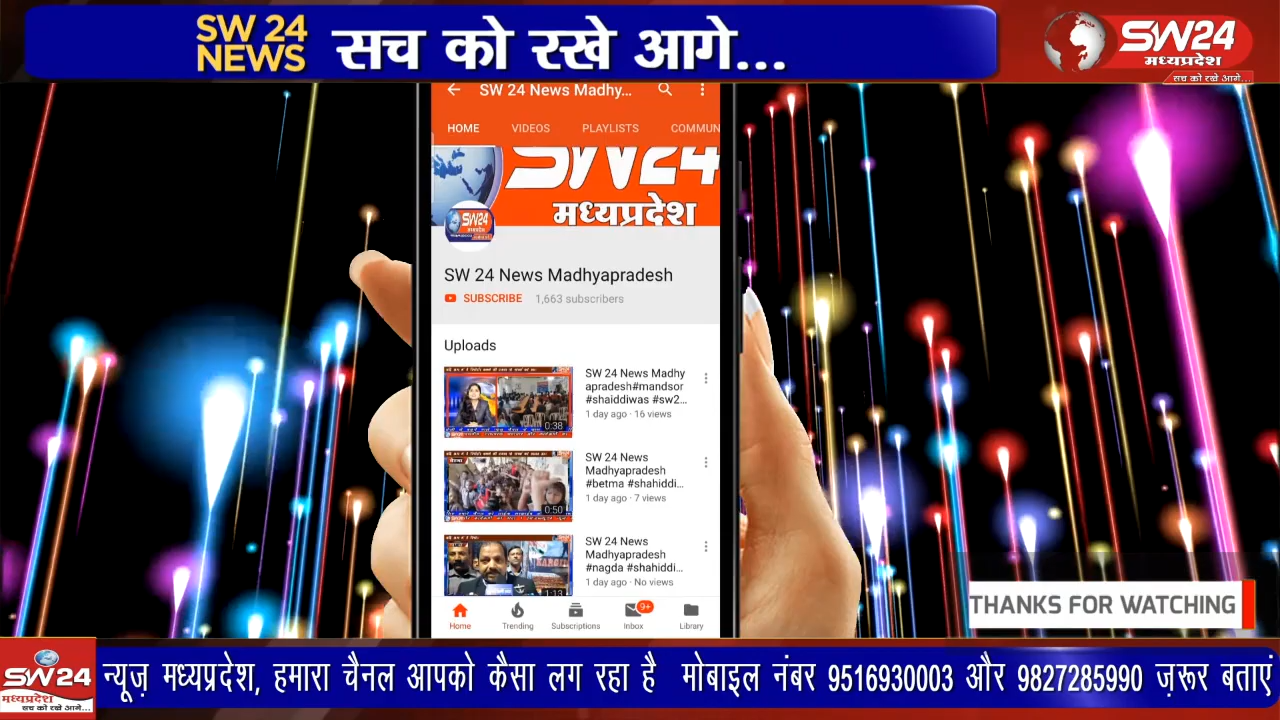 SW 24
NEWS
सच को रखे आगे...
SW24
मध्यप्रदेश
सच को रखे आगे...
SW 24 News Madhy...
HOME VIDEOS PLAYLISTS COMMUN
SW24
मध्यप्रदेश
SW24
SW 24 News Madhyapradesh
SUBSCRIBE 1,663 subscribers
Uploads
SW 24 News Madhy
apradesh#mandsor
#shaiddiwas #sw2...
1 day ago · 16 views
0:38
SW 24 News
Madhyapradesh
#betma #shahiddi...
1 day ago · 7 views
0:50
SW 24 News
Madhyapradesh
#nagda #shahiddi...
1 day ago · No views
1:13
9+
Home Trending Subscriptions Inbox Library
THANKS FOR WATCHING
SW24
मध्यप्रदेश
सच को रखे आगे...
न्यूज़ मध्यप्रदेश, हमारा चैनल आपको कैसा लग रहा है मोबाइल नंबर 9516930003 और 9827285990 ज़रूर बताएं